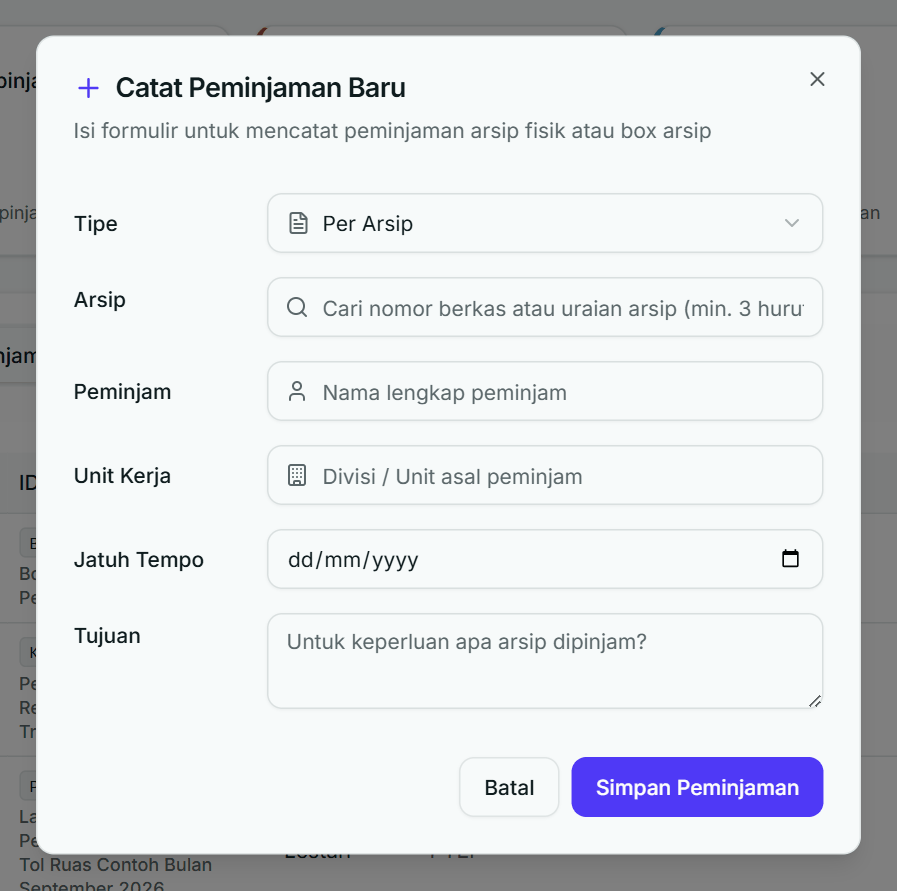 Catat Peminjaman Baru
Isi formulir untuk mencatat peminjaman arsip fisik atau box arsip
Tipe
Per Arsip
Arsip
Cari nomor berkas atau uraian arsip (min. 3 huruf
Peminjam
Nama lengkap peminjam
Unit Kerja
Divisi / Unit asal peminjam
Jatuh Tempo
dd/mm/yyyy
Tujuan
Untuk keperluan apa arsip dipinjam?
Batal
Simpan Peminjaman
Tol Ruas Contoh Bulan
September 2026